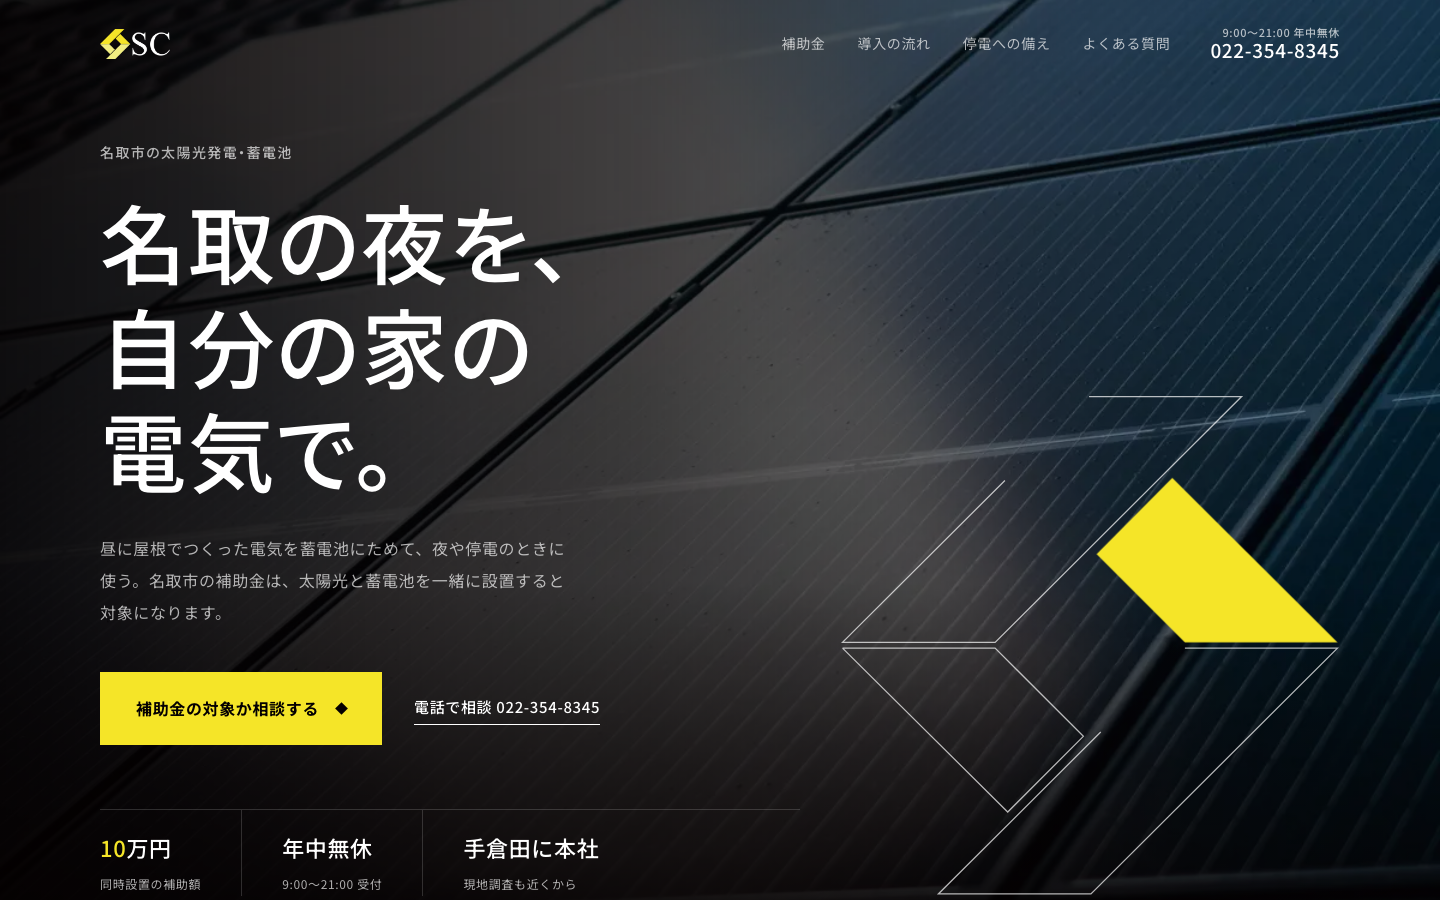 SC
補助金
導入の流れ
停電への備え
よくある質問
9:00〜21:00 年中無休
022-354-8345
名取市の太陽光発電・蓄電池
名取の夜を、
自分の家の
電気で。
昼に屋根でつくった電気を蓄電池にためて、夜や停電のときに
使う。名取市の補助金は、太陽光と蓄電池を一緒に設置すると
対象になります。
補助金の対象か相談する
電話で相談 022-354-8345
10万円
同時設置の補助額
年中無休
9:00〜21:00 受付
手倉田に本社
現地調査も近くから